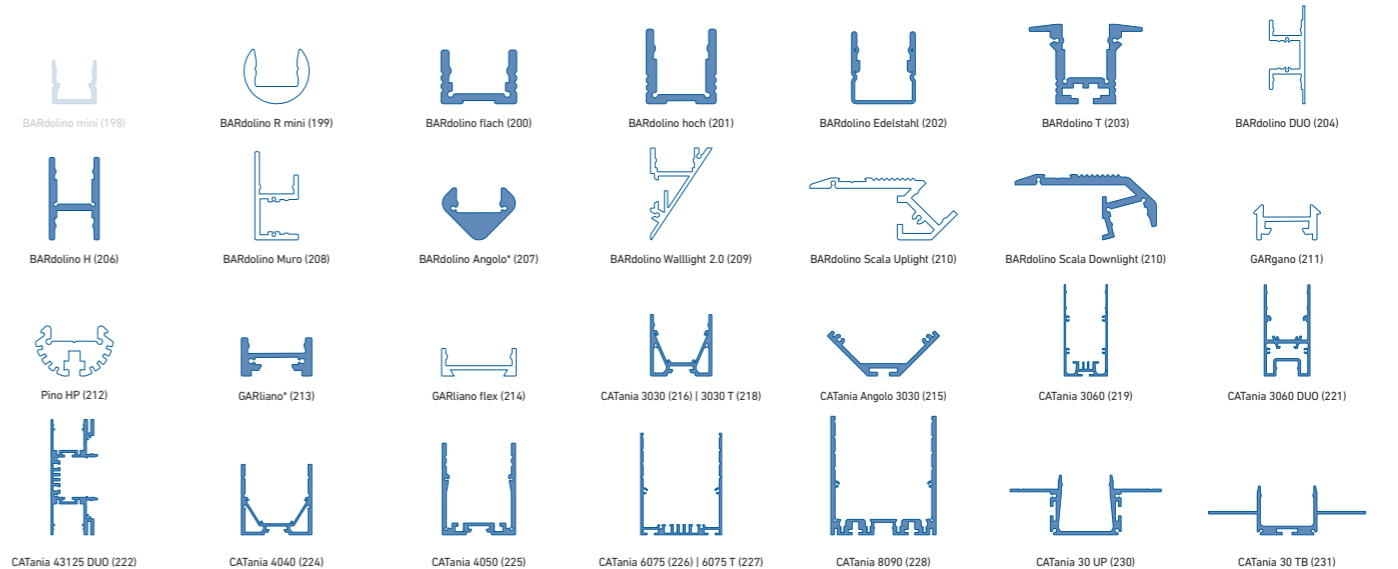 BARdolino mini (198)
BARdolino R mini (199)
BARdolino flach (200)
BARdolino hoch (201)
BARdolino Edelstahl (202)
BARdolino T (203)
BARdolino DUO (204)
BARdolino H (206)
BARdolino Muro (208)
BARdolino Angolo* (207)
BARdolino Walllight 2.0 (209)
BARdolino Scala Uplight (210)
BARdolino Scala Downlight (210)
GARgano (211)
Pino HP (212)
GARliano* (213)
GARliano flex (214)
CATania 3030 (216) | 3030 T (218)
CATania Angolo 3030 (215)
CATania 3060 (219)
CATania 3060 DUO (221)
CATania 43125 DUO (222)
CATania 4040 (224)
CATania 4050 (225)
CATania 6075 (226) | 6075 T (227)
CATania 8090 (228)
CATania 30 UP (230)
CATania 30 TB (231)